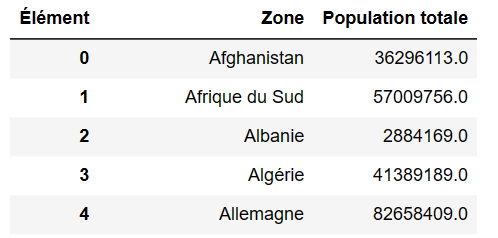 Élément Zone Population totale
0 Afghanistan 36296113.0
1 Afrique du Sud 57009756.0
2 Albanie 2884169.0
3 Algérie 41389189.0
4 Allemagne 82658409.0